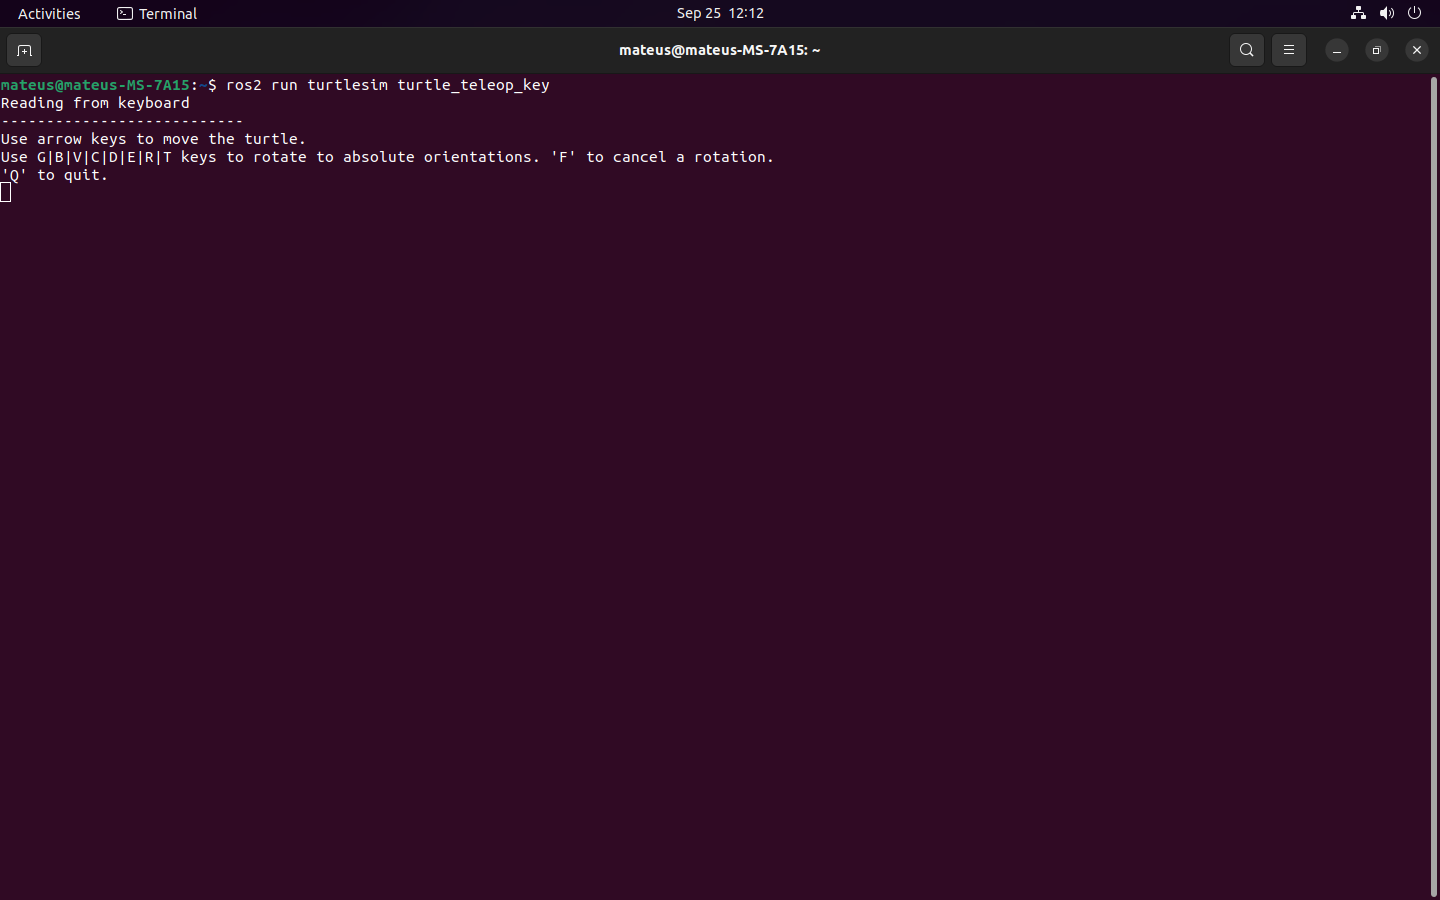 Activities Terminal Sep 25 12:12
mateus@mateus-MS-7A15: ~
mateus@mateus-MS-7A15:~$ ros2 run turtlesim turtle_teleop_key
Reading from keyboard
---------------------------
Use arrow keys to move the turtle.
Use G|B|V|C|D|E|R|T keys to rotate to absolute orientations. 'F' to cancel a rotation.
'Q' to quit.